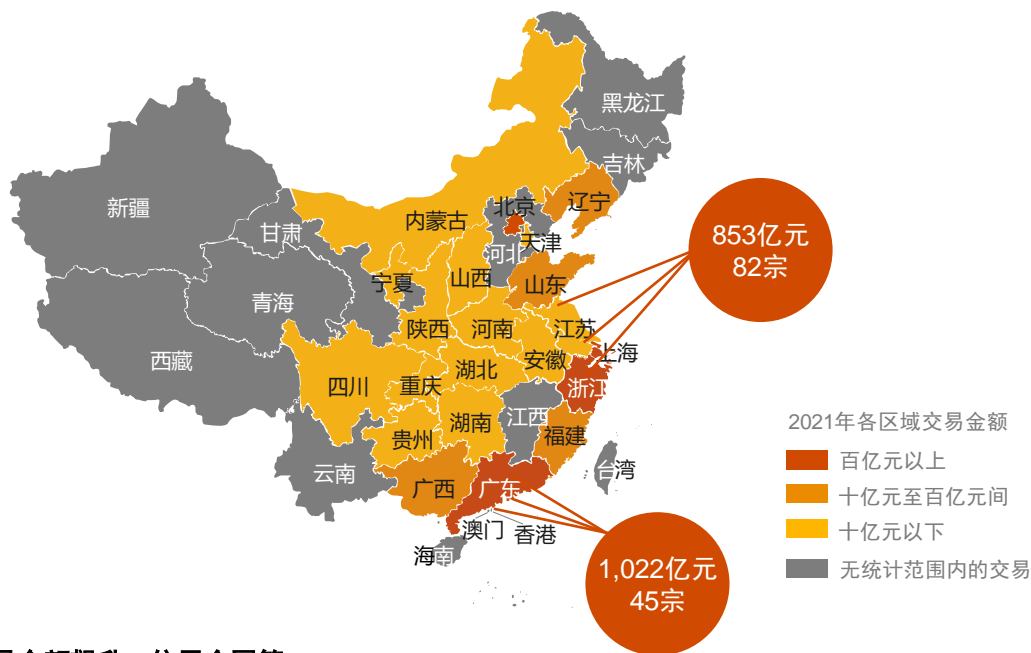 黑龙江
吉林
新疆
辽宁
北京
内蒙古
甘肃
853亿元
82宗
天津
河北
宁夏
山西
山东
青海
陕西
河南
江苏
上海
西藏
安徽
湖北
四川
重庆
浙江
江西
湖南
2021年各区域交易金额
贵州
福建
百亿元以上
云南
台湾
广西
广东
十亿元至百亿元间
澳门
香港
十亿元以下
海南
1,022亿元
45宗
无统计范围内的交易